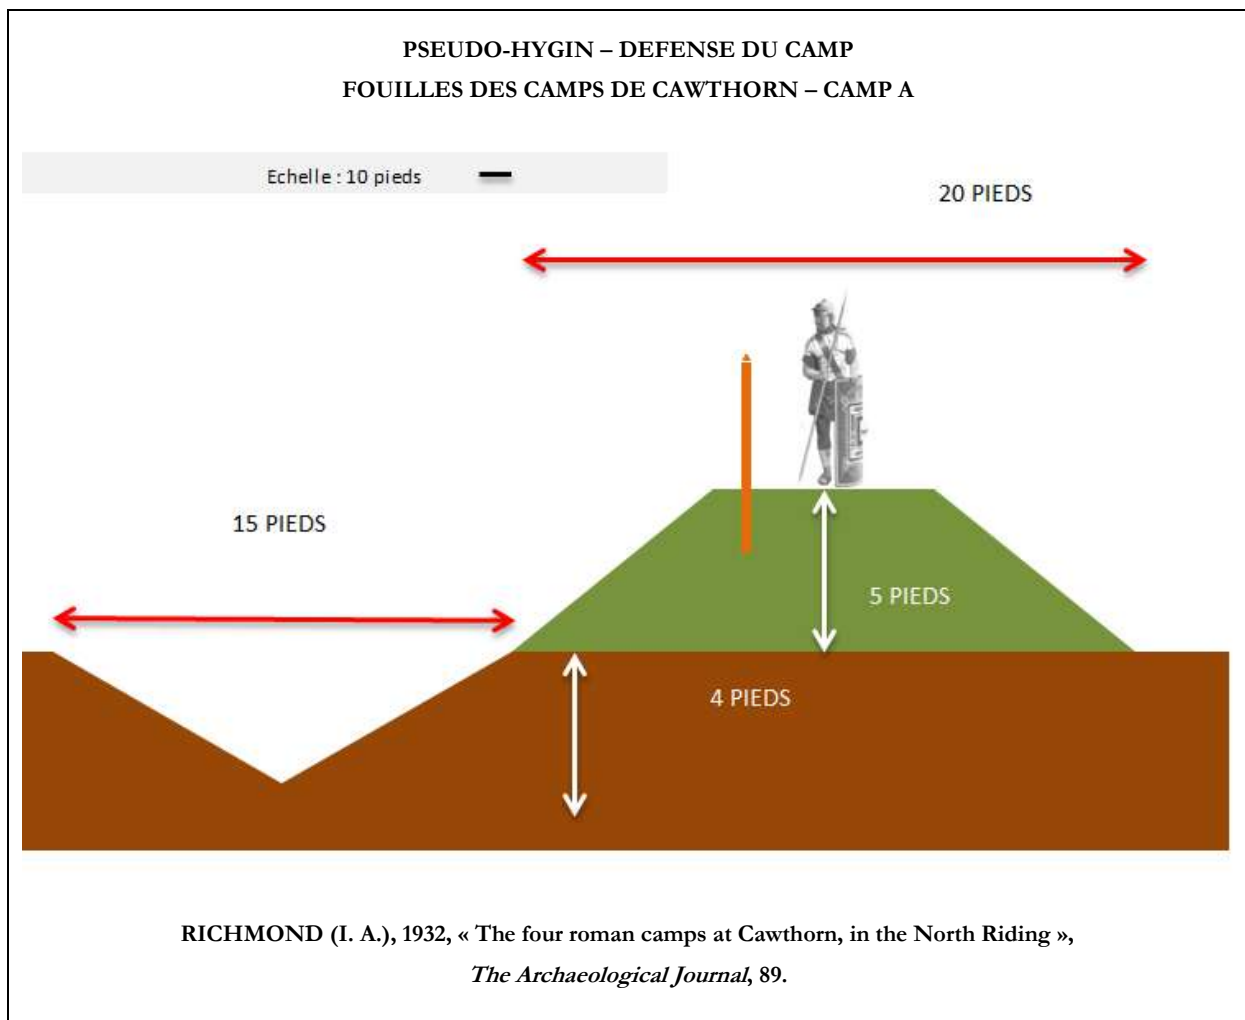 PSEUDO-HYGIN – DEFENSE DU CAMP
FOUILLES DES CAMPS DE CAWTHORN – CAMP A
Echelle : 10 pieds
20 PIEDS
15 PIEDS
5 PIEDS
4 PIEDS
RICHMOND (I. A.), 1932, « The four roman camps at Cawthorn, in the North Riding »,
The Archaeological Journal, 89.